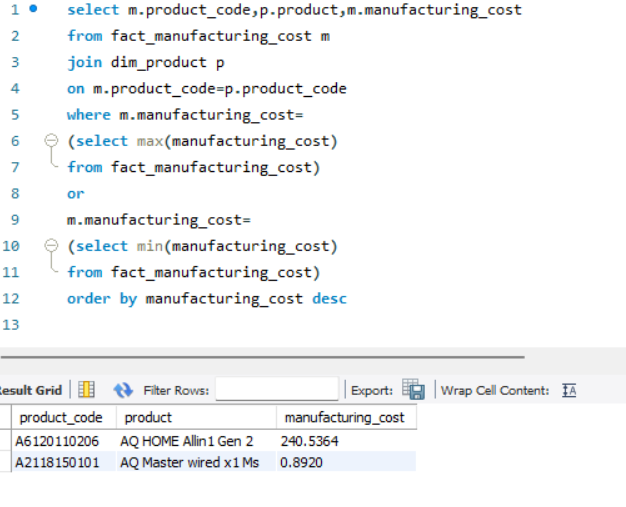 1 select m.product_code,p.product,m.manufacturing_cost
2 from fact_manufacturing_cost m
3 join dim_product p
4 on m.product_code=p.product_code
5 where m.manufacturing_cost=
6 (select max(manufacturing_cost)
7 from fact_manufacturing_cost)
8 or
9 m.manufacturing_cost=
10 (select min(manufacturing_cost)
11 from fact_manufacturing_cost)
12 order by manufacturing_cost desc
13
Result Grid Filter Rows: Export: Wrap Cell Content:
product_code product manufacturing_cost
A6120110206 AQ HOME Allin1 Gen 2 240.5364
A2118150101 AQ Master wired x1 Ms 0.8920